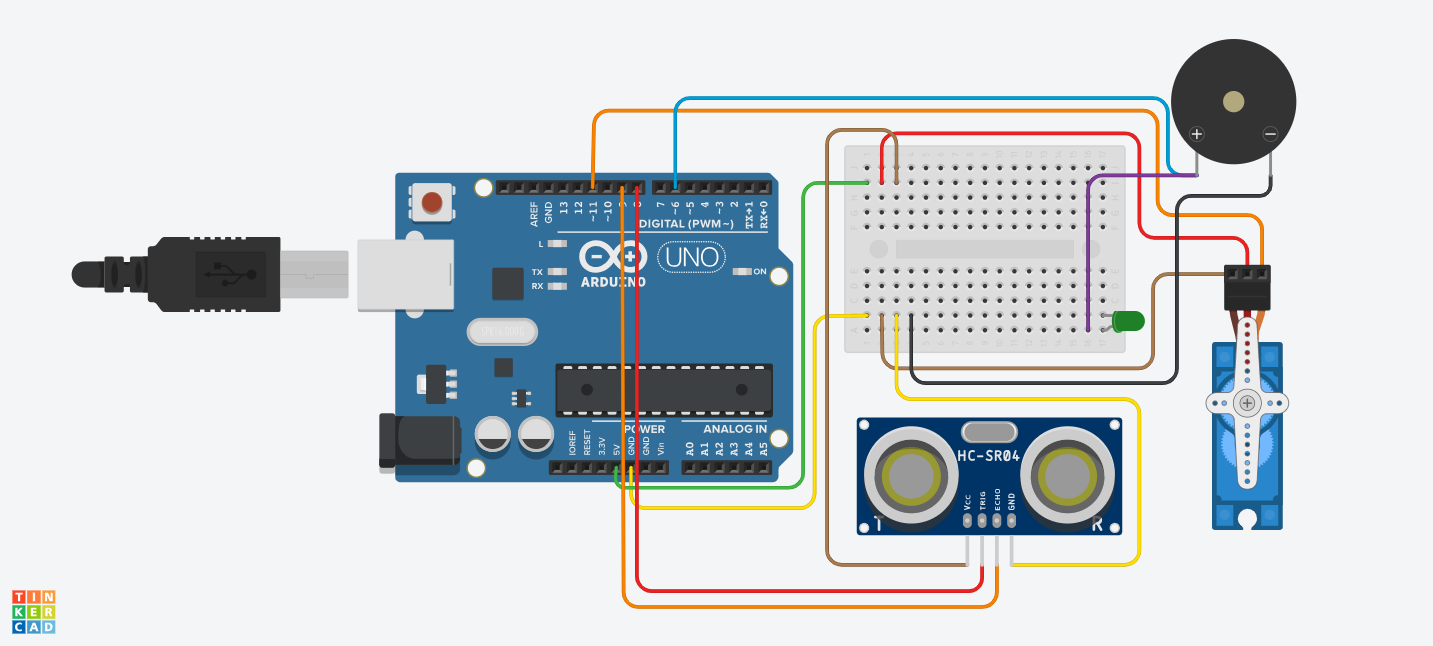 + −
AREF
GND
13
12
~11
~10
7
~6
~5
4
~3
2
TX→1
RX←0
DIGITAL (PWM~)
L
TX
RX
ARDUINO
UNO
ON
POWER
ANALOG IN
IOREF
RESET
3.3V
5V
GND
GND
Vin
A0
A1
A2
A3
A4
A5
HC-SR04
VCC
TRIG
ECHO
GND
T
R
TIN
KER
CAD